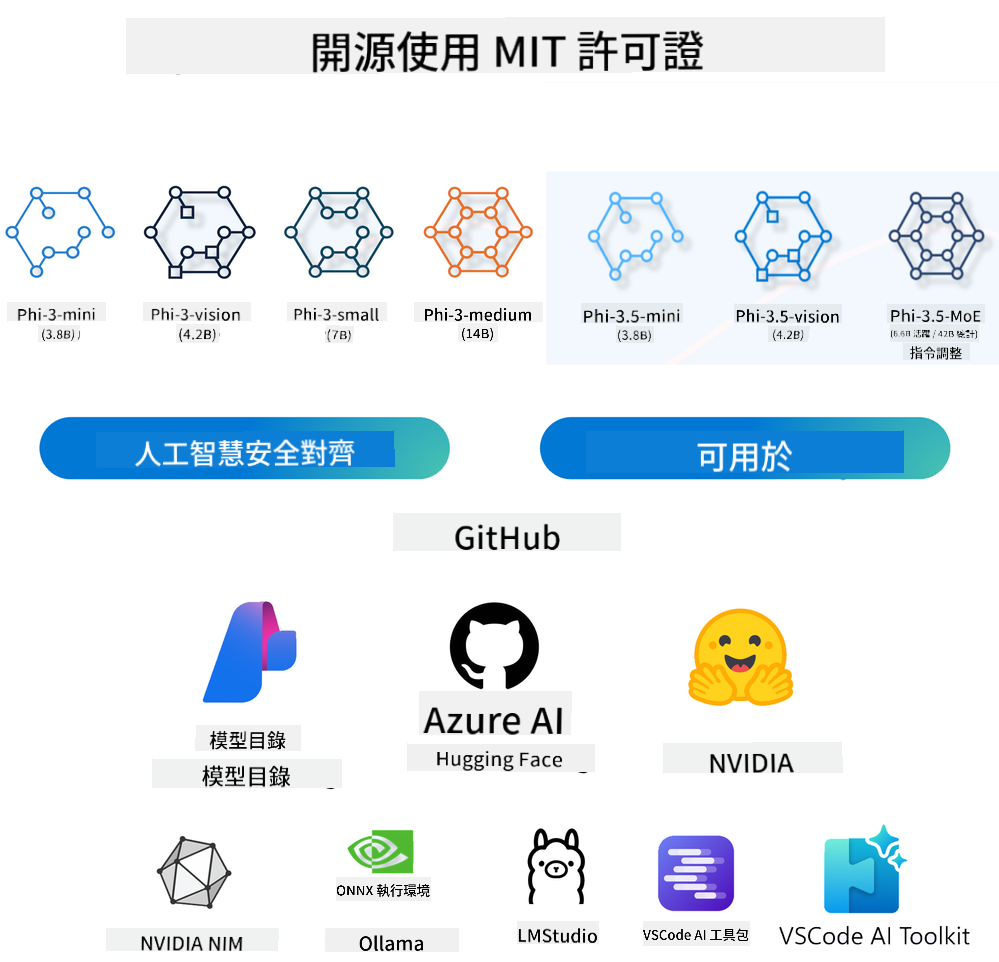 開源使用 MIT 許可證
Phi-3-mini
(3.8B)
Phi-3-vision
(4.2B)
Phi-3-small
(7B)
Phi-3-medium
(14B)
Phi-3.5-mini
(3.8B)
Phi-3.5-vision
(4.2B)
Phi-3.5-MoE
(6.6B 活躍 / 42B 總計)
指令調整
人工智慧安全對齊
可用於
GitHub
模型目錄
模型目錄
Azure AI
Hugging Face
NVIDIA
NVIDIA NIM
ONNX 執行環境
Ollama
LMStudio
VSCode AI 工具包
VSCode AI Toolkit